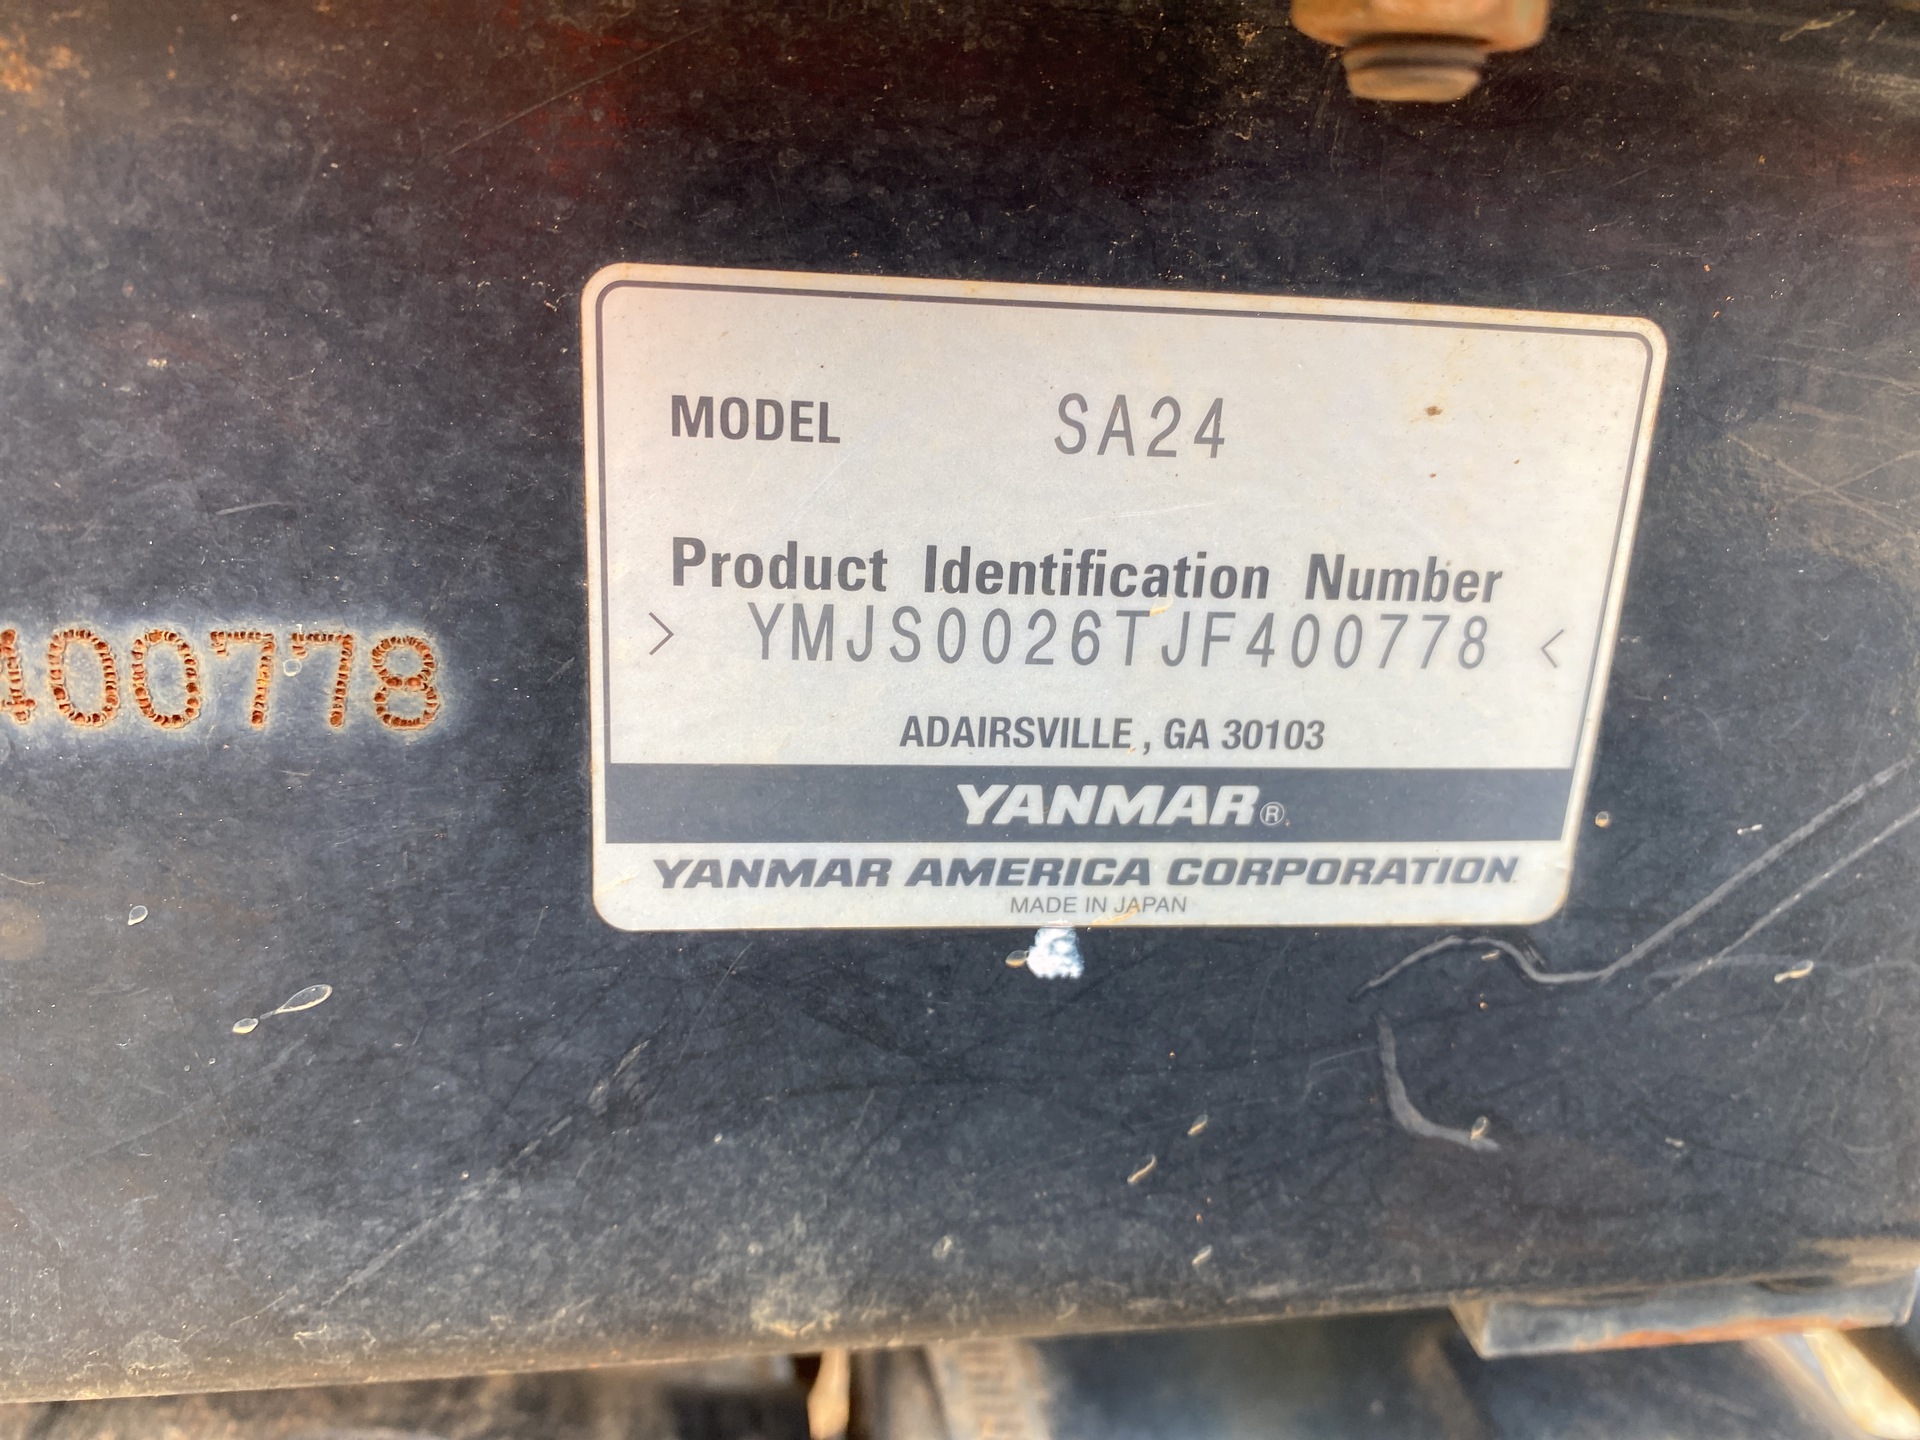 MODEL SA24
Product Identification Number
> YMJS0026TJF400778 <
ADAIRSVILLE, GA 30103
YANMAR®
YANMAR AMERICA CORPORATION
MADE IN JAPAN
400778